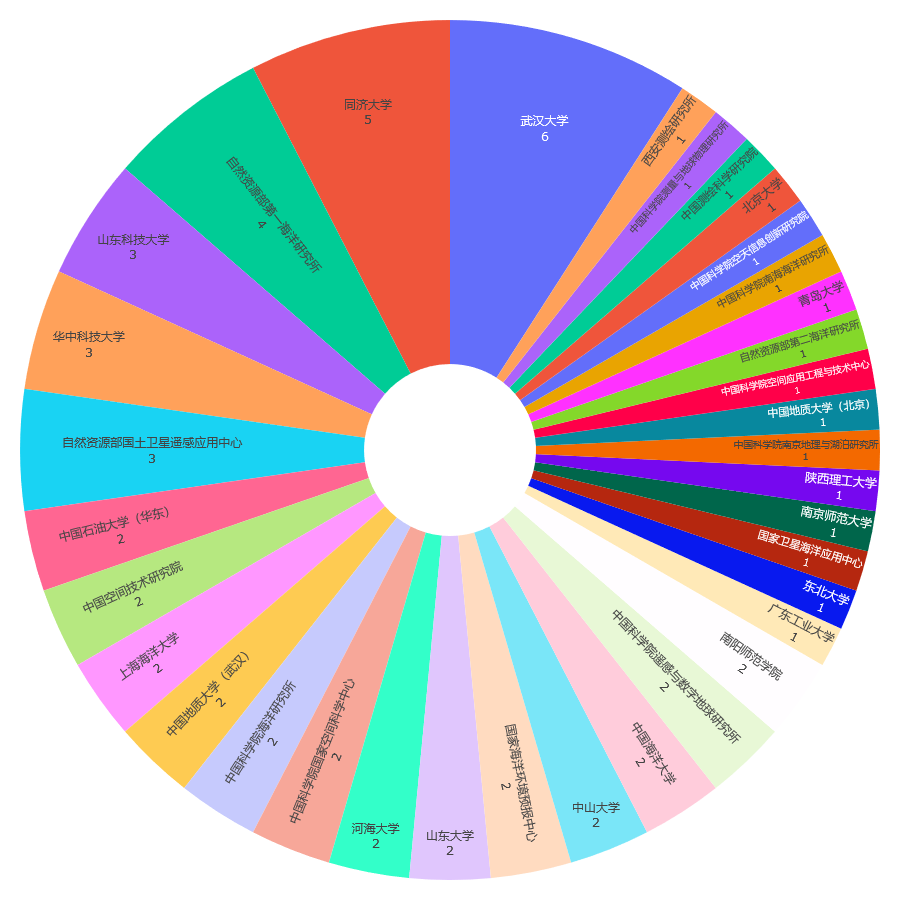 武汉大学
6
西安测绘研究所
1
中国科学院测量与地球物理研究所
1
中国测绘科学研究院
1
北京大学
1
中国科学院空天信息创新研究院
1
中国科学院南海海洋研究所
1
青岛大学
1
自然资源部第二海洋研究所
1
中国科学院空间应用工程与技术中心
1
中国地质大学（北京）
1
中国科学院南京地理与湖泊研究所
1
陕西理工大学
1
南京师范大学
1
国家卫星海洋应用中心
1
东北大学
1
广东工业大学
1
南阳师范学院
2
中国科学院遥感与数字地球研究所
2
中国海洋大学
2
中山大学
2
国家海洋环境预报中心
2
山东大学
2
河海大学
2
中国科学院国家空间科学中心
2
中国科学院海洋研究所
2
中国地质大学（武汉）
2
上海海洋大学
2
中国空间技术研究院
2
中国石油大学（华东）
2
自然资源部国土卫星遥感应用中心
3
华中科技大学
3
山东科技大学
3
自然资源部第一海洋研究所
4
同济大学
5